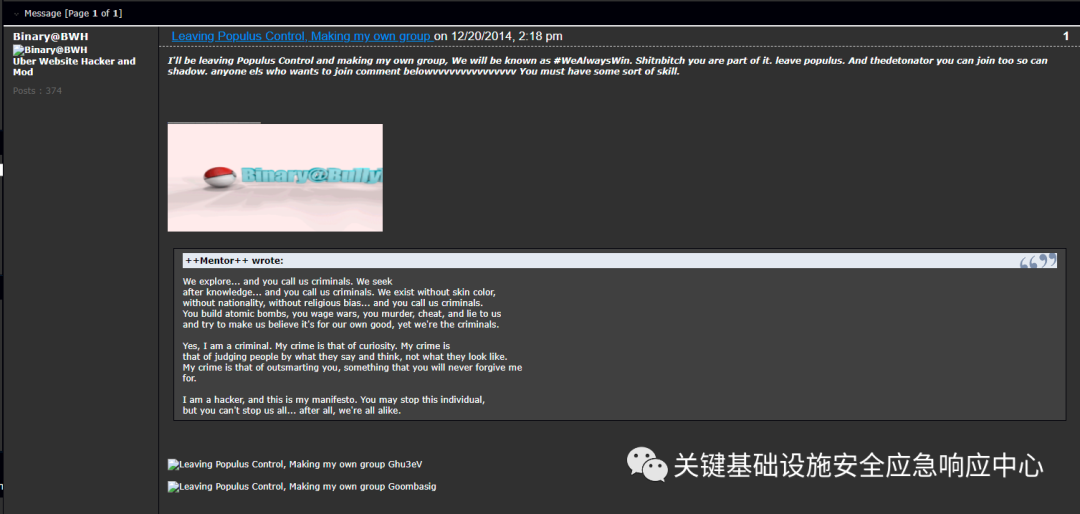 Message [Page 1 of 1]
Binary@BWH
Binary@BWH
Uber Website Hacker and
Mod
Posts : 374
Leaving Populus Control, Making my own group on 12/20/2014, 2:18 pm
1
I'll be leaving Populus Control and making my own group, We will be known as #WeAlwaysWin. Shitnbitch you are part of it. leave populus. And thedetonator you can join too so can
shadow. anyone els who wants to join comment belowvvvvvvvvvvvvvvv You must have some sort of skill.
Binary@Bully
++Mentor++ wrote:
We explore... and you call us criminals. We seek
after knowledge... and you call us criminals. We exist without skin color,
without nationality, without religious bias... and you call us criminals.
You build atomic bombs, you wage wars, you murder, cheat, and lie to us
and try to make us believe it's for our own good, yet we're the criminals.
Yes, I am a criminal. My crime is that of curiosity. My crime is
that of judging people by what they say and think, not what they look like.
My crime is that of outsmarting you, something that you will never forgive me
for.
I am a hacker, and this is my manifesto. You may stop this individual,
but you can't stop us all... after all, we're all alike.
Leaving Populus Control, Making my own group Ghu3eV
Leaving Populus Control, Making my own group Goombasig
关键基础设施安全应急响应中心